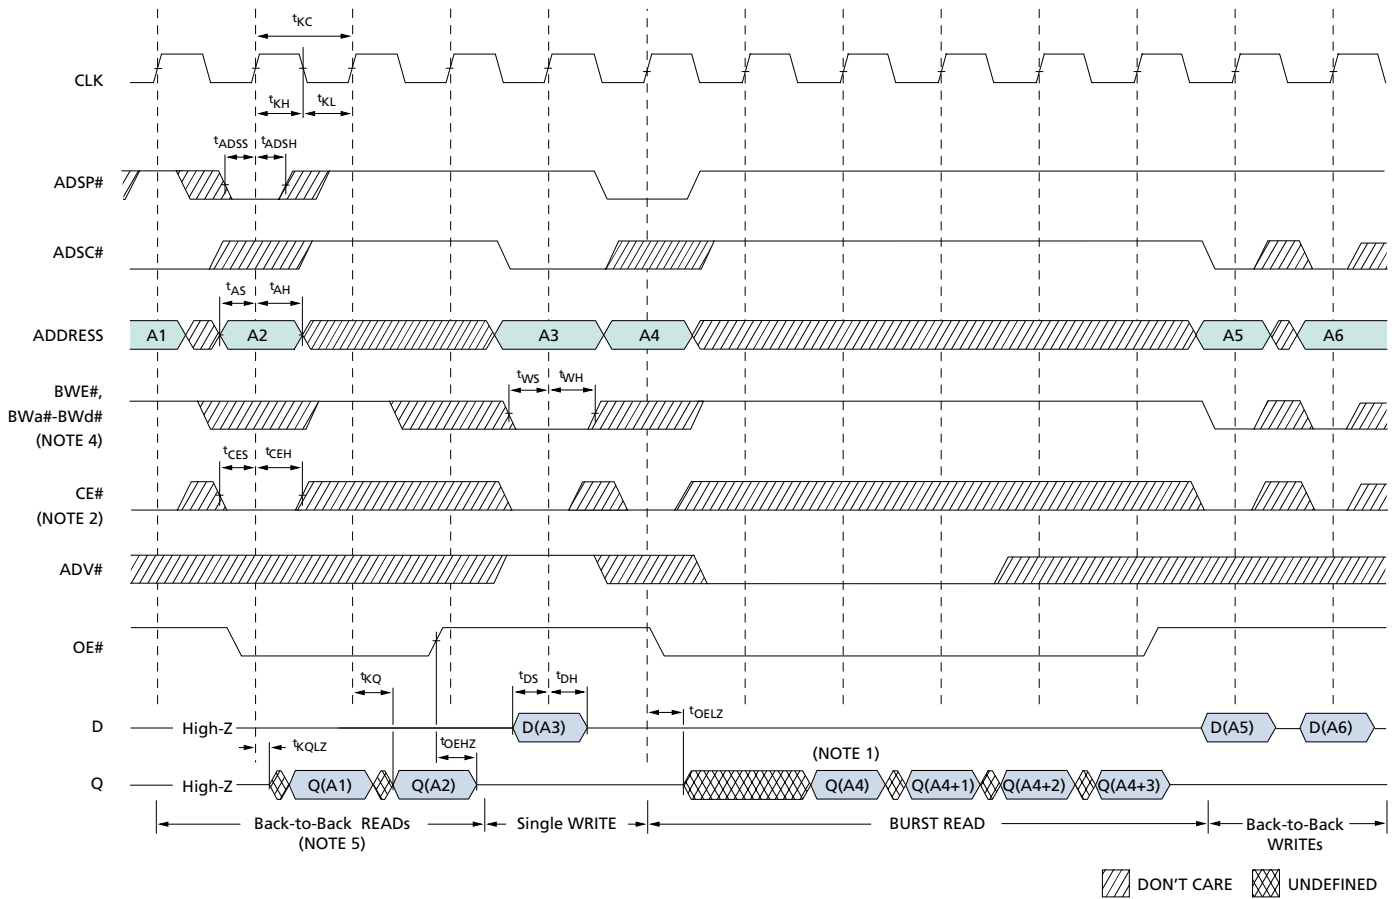 tKC
CLK
tKH
tKL
tADSS
tADSH
ADSP#
ADSC#
tAS
tAH
ADDRESS
A1
A2
A3
A4
A5
A6
BWE#,
BWa#-BWd#
(NOTE 4)
tWS
tWH
tCES
tCEH
CE#
(NOTE 2)
ADV#
OE#
tKQ
tDS
tDH
tOELZ
D
High-Z
D(A3)
D(A5)
D(A6)
tKQLZ
tOEHZ
(NOTE 1)
Q
High-Z
Q(A1)
Q(A2)
Q(A4)
Q(A4+1)
Q(A4+2)
Q(A4+3)
Back-to-Back READs
(NOTE 5)
Single WRITE
BURST READ
Back-to-Back
WRITEs
DON'T CARE
UNDEFINED